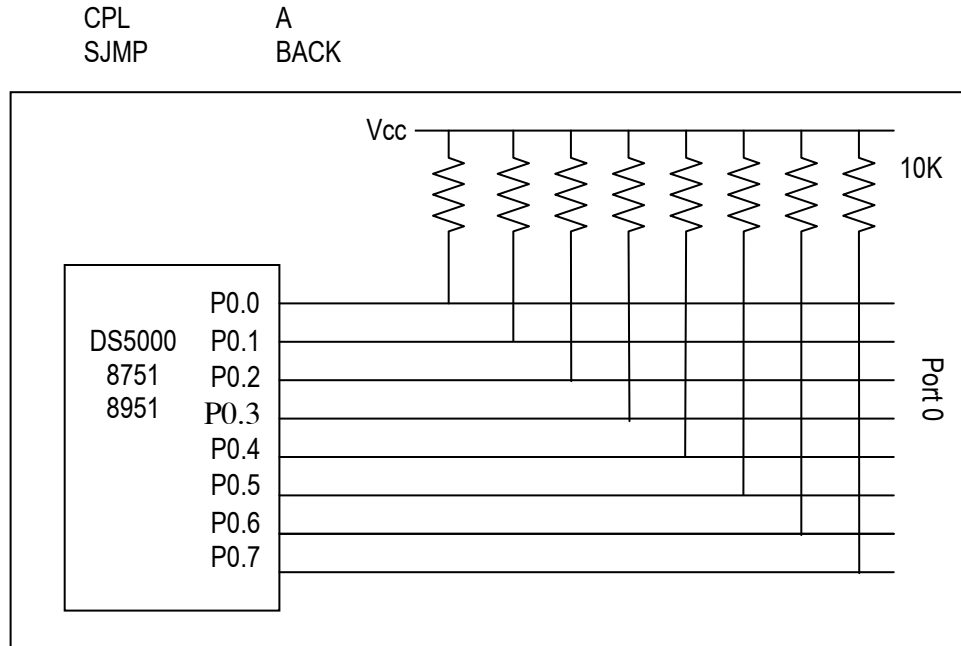 CPL A
SJMP BACK
Vcc
10K
P0.0
DS5000 P0.1
8751 P0.2
8951 P0.3
P0.4
P0.5
P0.6
P0.7
Port 0